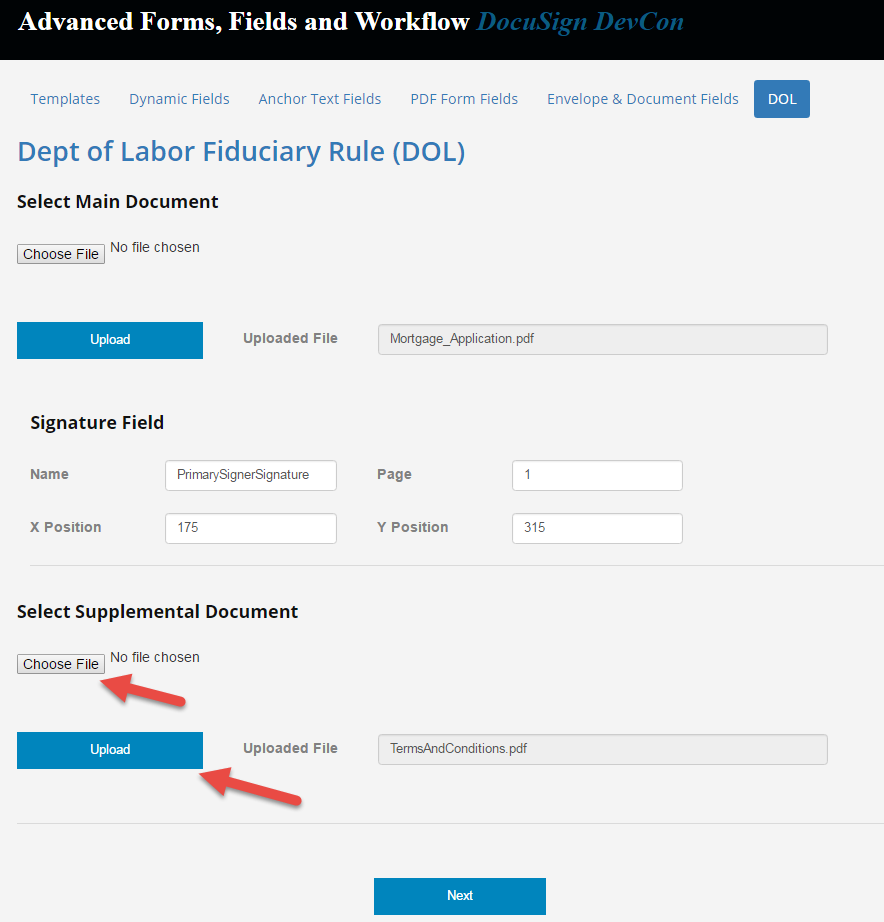 Advanced Forms, Fields and Workflow DocuSign DevCon
Templates Dynamic Fields Anchor Text Fields PDF Form Fields Envelope & Document Fields DOL
Dept of Labor Fiduciary Rule (DOL)
Select Main Document
Choose File No file chosen
Upload Uploaded File Mortgage_Application.pdf
Signature Field
Name PrimarySignerSignature Page 1
X Position 175 Y Position 315
Select Supplemental Document
Choose File No file chosen
Upload Uploaded File TermsAndConditions.pdf
Next